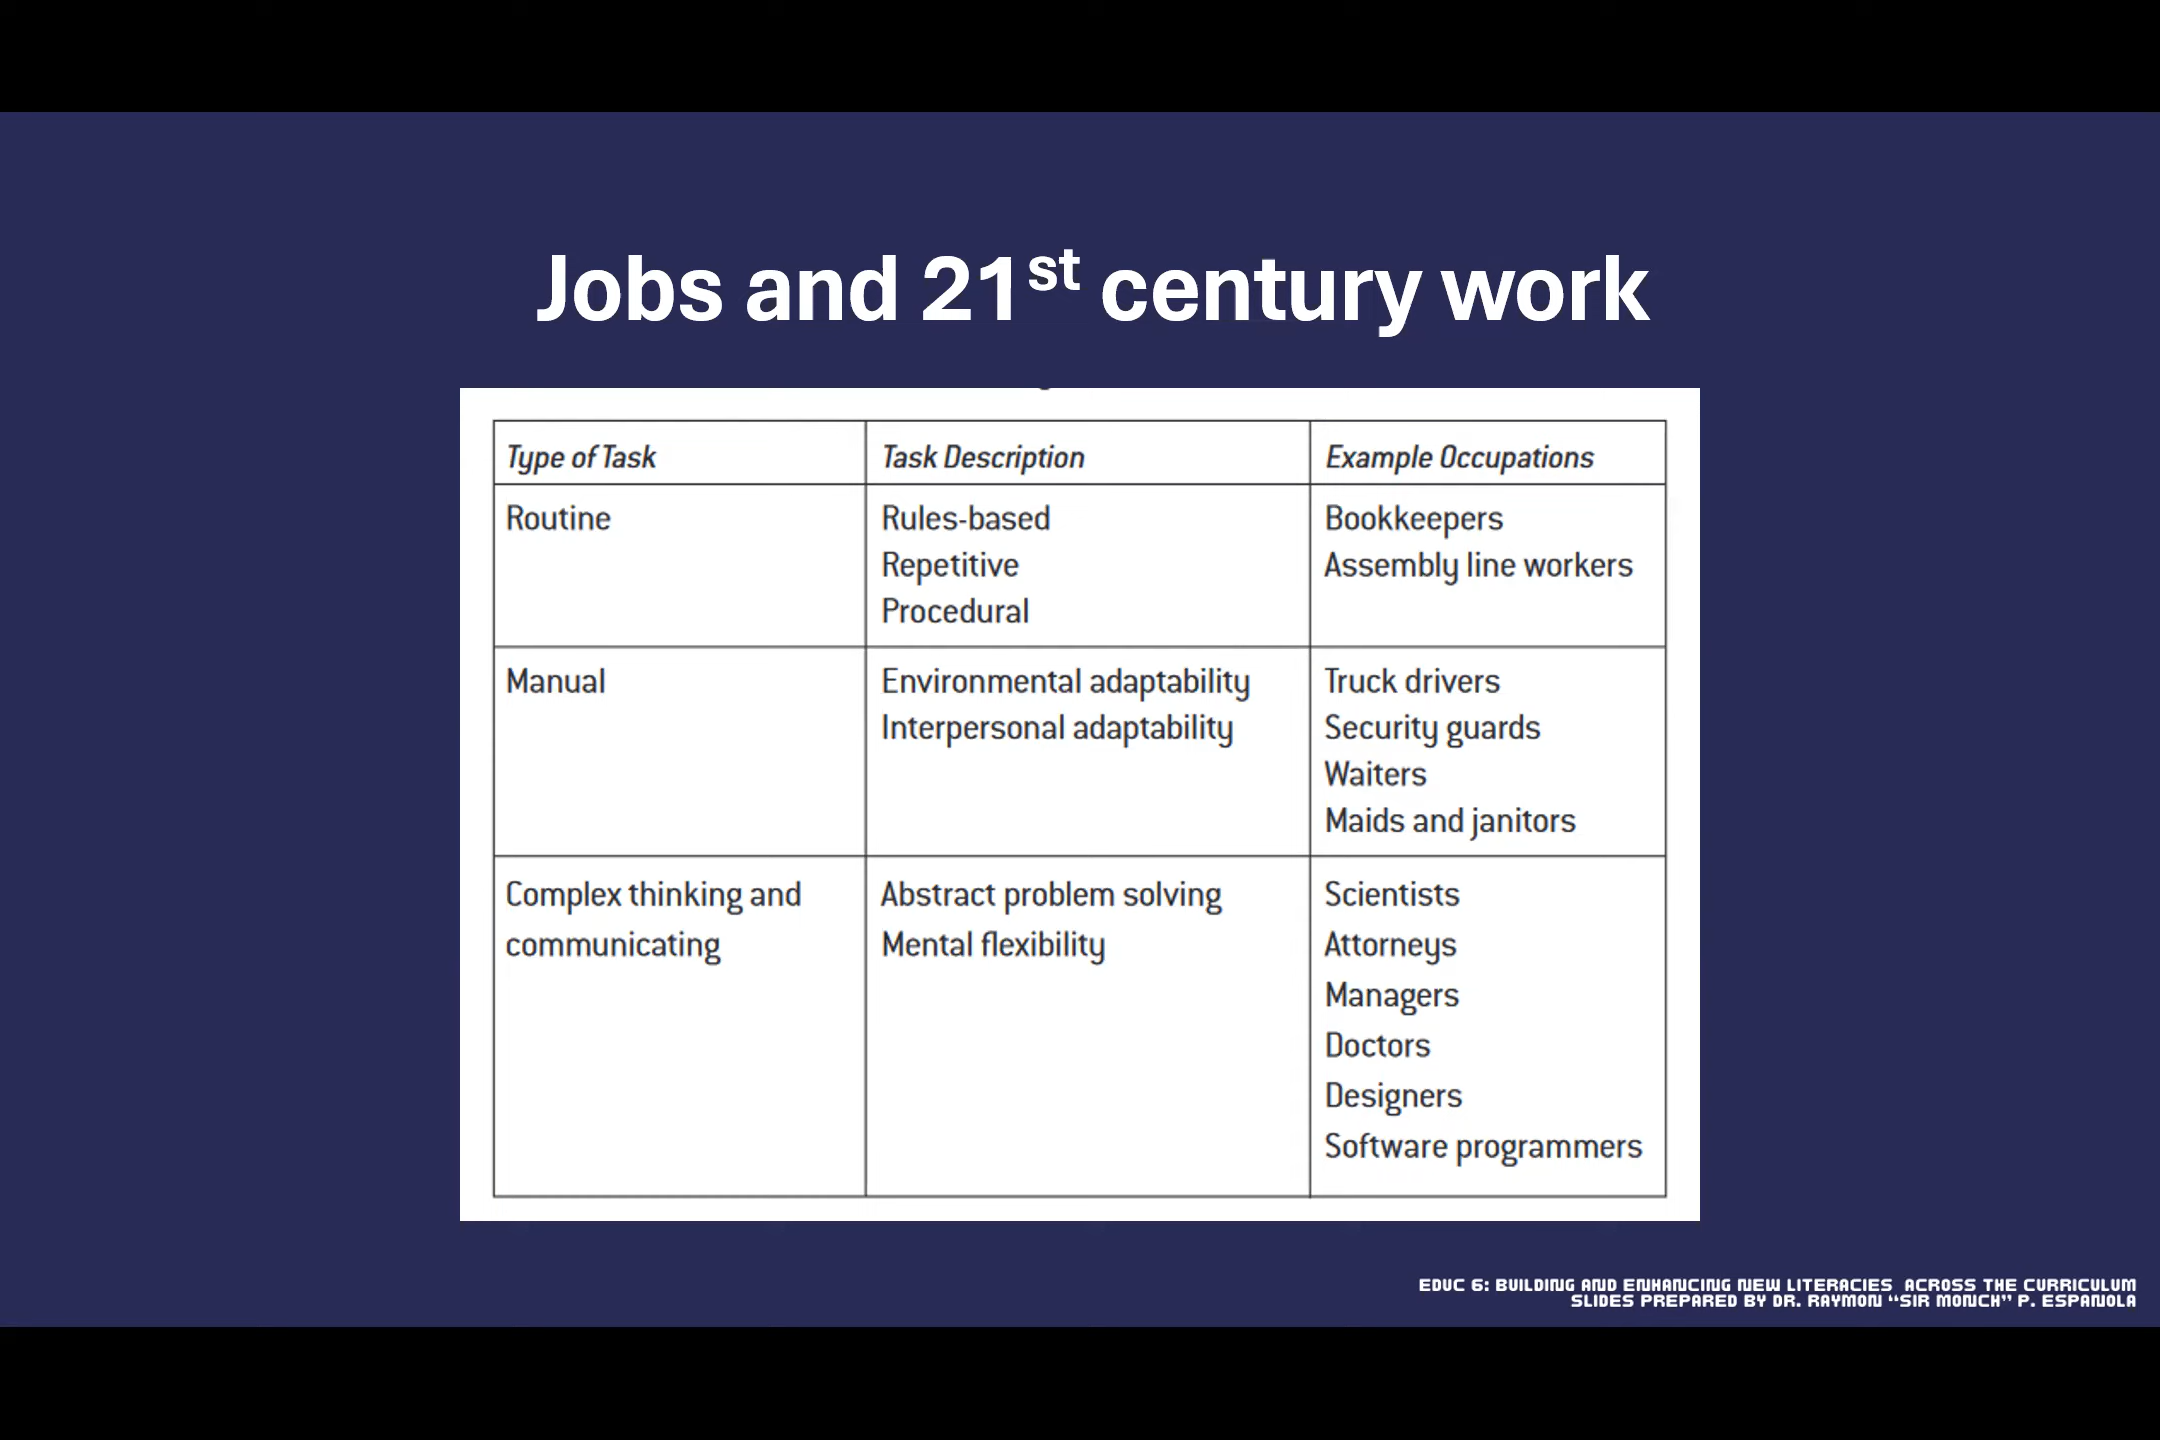 Jobs and 21st century work
Type of Task
Task Description
Example Occupations
Routine
Rules-based
Repetitive
Procedural
Bookkeepers
Assembly line workers
Manual
Environmental adaptability
Interpersonal adaptability
Truck drivers
Security guards
Waiters
Maids and janitors
Complex thinking and
communicating
Abstract problem solving
Mental flexibility
Scientists
Attorneys
Managers
Doctors
Designers
Software programmers
EDUC 6: BUILDING AND ENHANCING NEW LITERACIES ACROSS THE CURRICULUM
SLIDES PREPARED BY DR. RAYMON “SIR MONCH” P. ESPANOLA